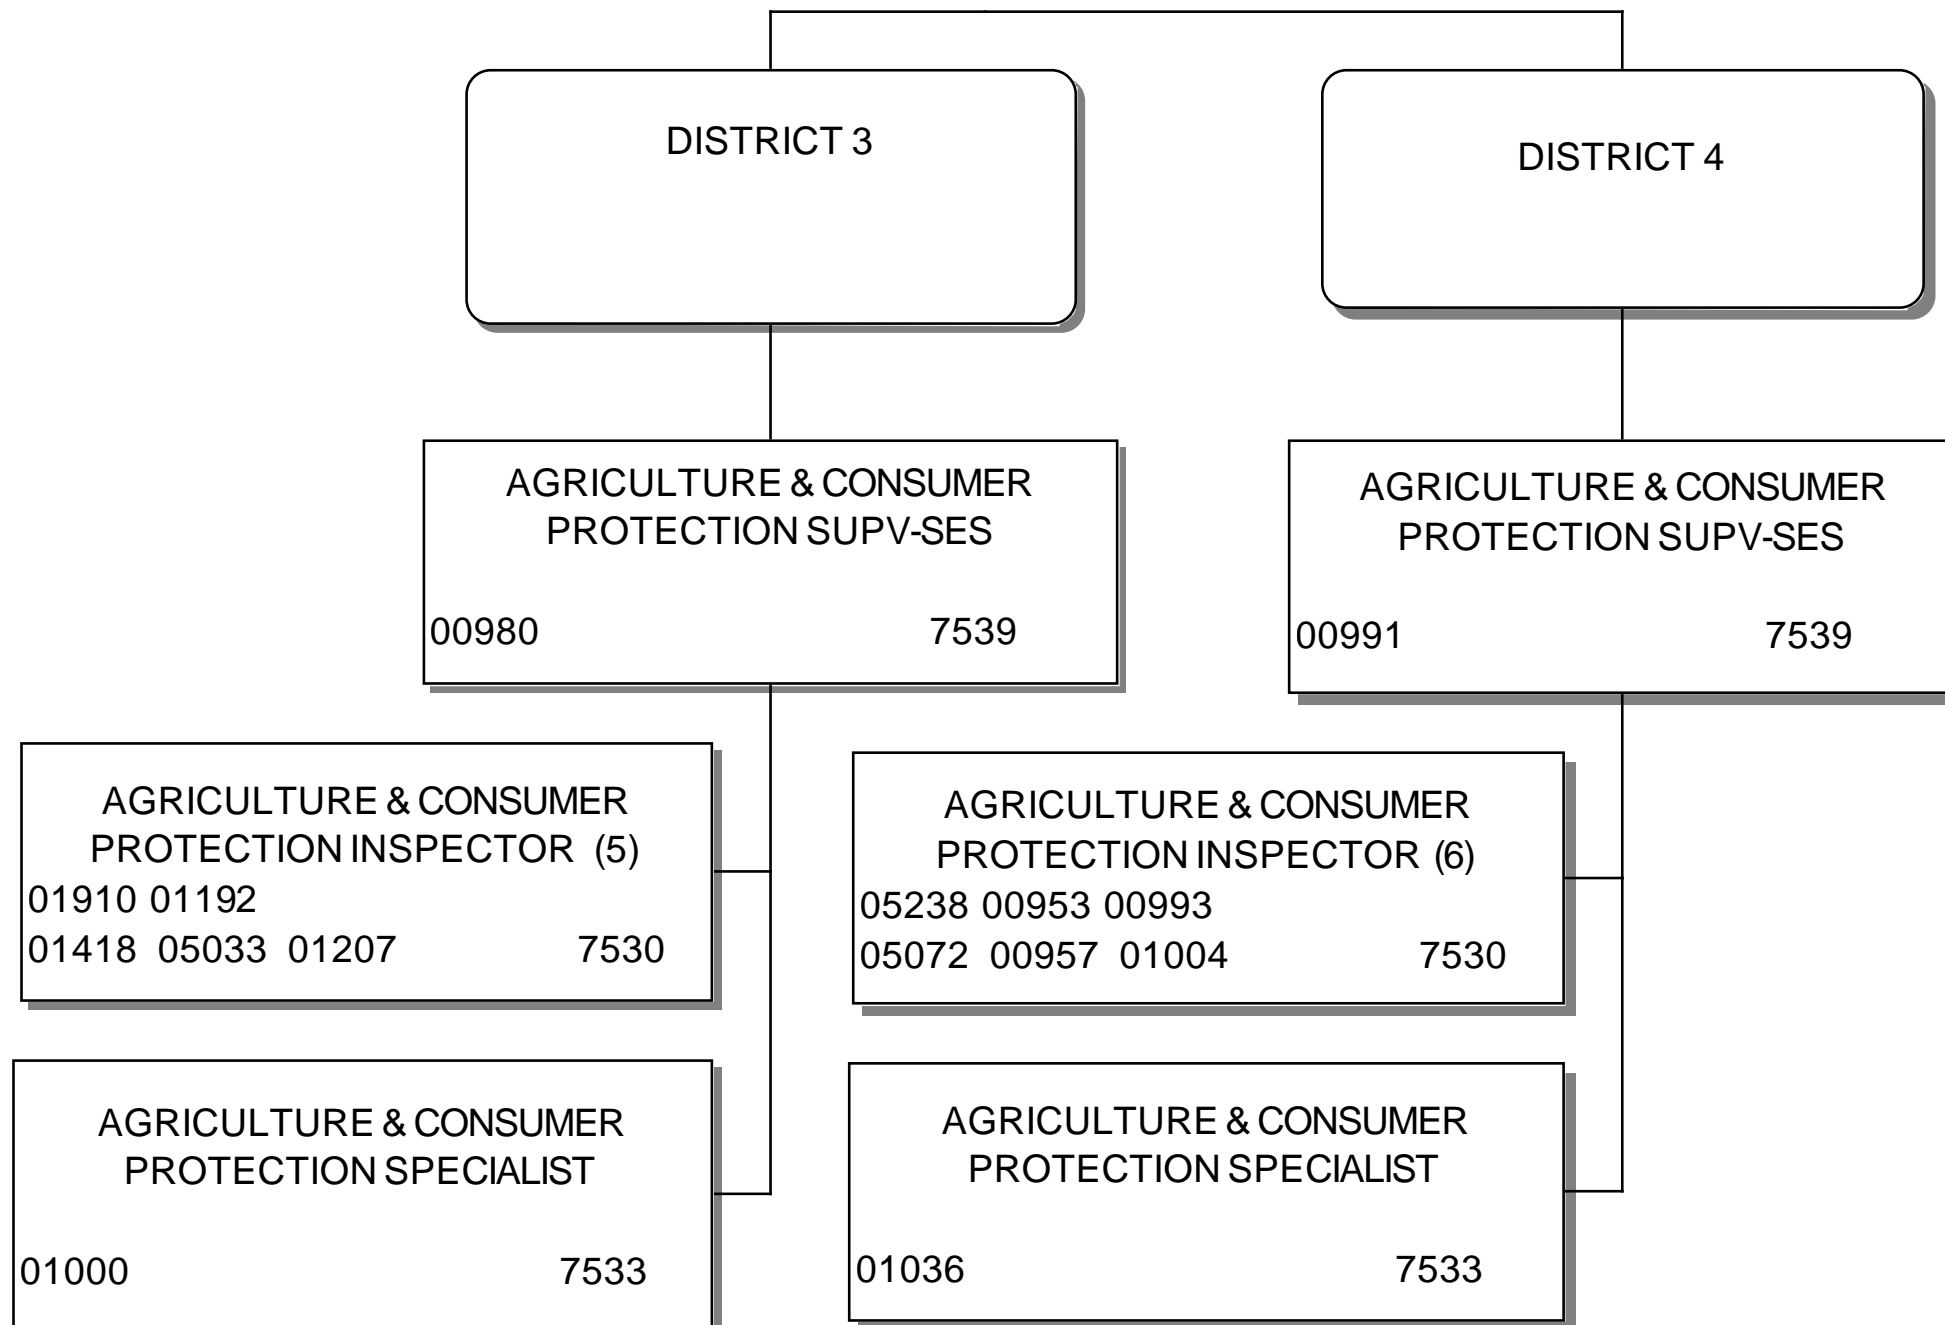 DISTRICT 3
DISTRICT 4
AGRICULTURE & CONSUMER
PROTECTION SUPV-SES
00980 7539
AGRICULTURE & CONSUMER
PROTECTION SUPV-SES
00991 7539
AGRICULTURE & CONSUMER
PROTECTION INSPECTOR (5)
01910 01192
01418 05033 01207 7530
AGRICULTURE & CONSUMER
PROTECTION INSPECTOR (6)
05238 00953 00993
05072 00957 01004 7530
AGRICULTURE & CONSUMER
PROTECTION SPECIALIST
01000 7533
AGRICULTURE & CONSUMER
PROTECTION SPECIALIST
01036 7533